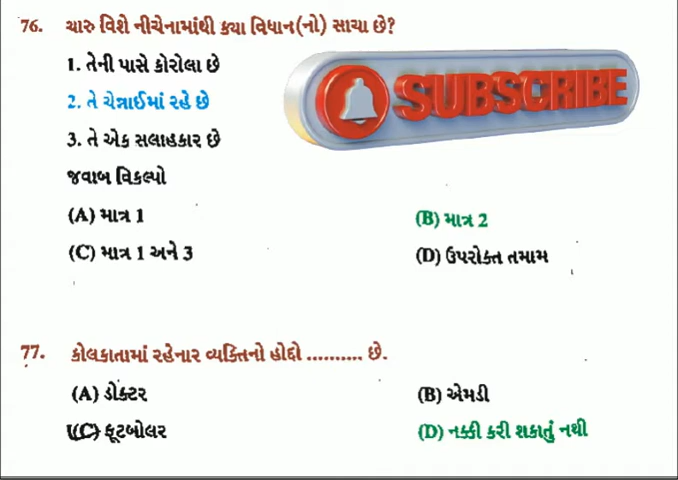 76. ચારુ વિશે નીચેનામાંથી ક્યા વિધાન(નો) સાચા છે?
1. તેની પાસે કોરોલા છે
2. તે ચેન્નાઈમાં રહે છે
SUBSCRIBE
3. તે એક સલાહકાર છે
જવાબ વિકલ્પો
(A) માત્ર 1 (B) માત્ર 2
(C) માત્ર 1 અને 3 (D) ઉપરોક્ત તમામ
77. કોલકાતામાં રહેનાર વ્યક્તિનો હોદ્દો .......... છે.
(A) ડોક્ટર (B) એમડી
(C) ફૂટબોલર (D) નક્કી કરી શકાતું નથી